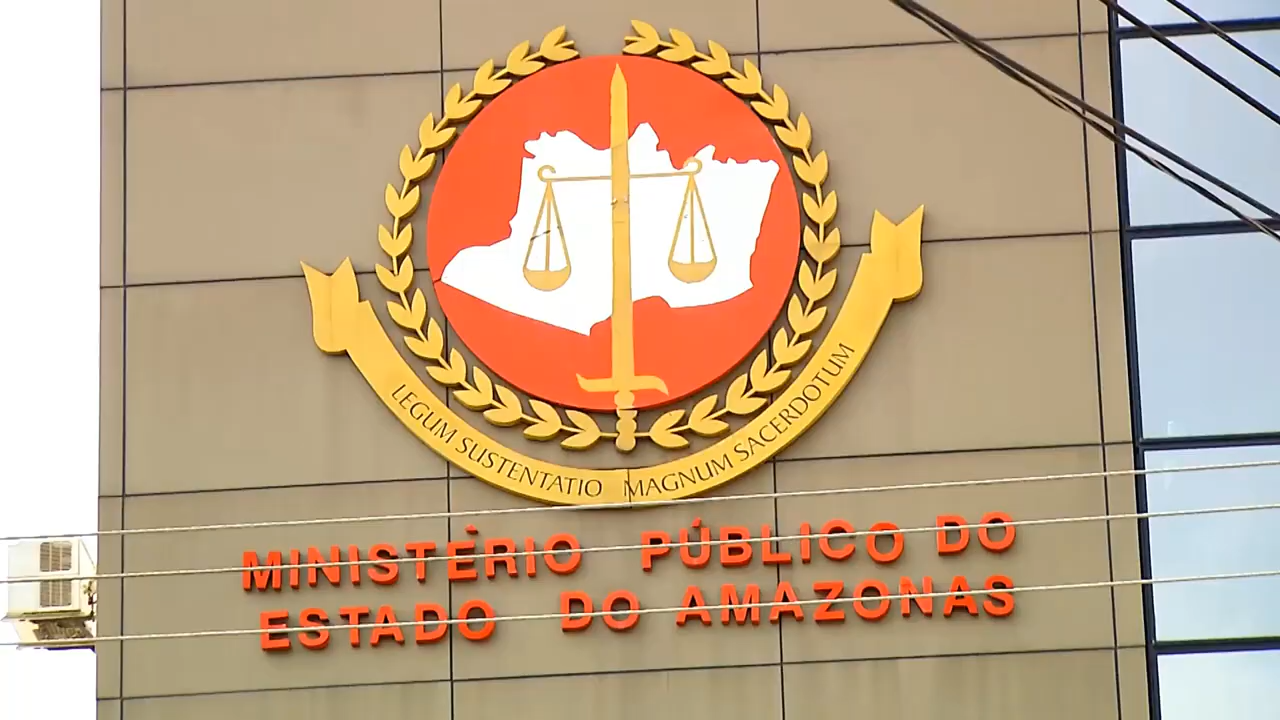 LEGUM SUSTENTATIO MAGNUM SACERDOTUM
MINISTÉRIO PÚBLICO DO
ESTADO DO AMAZONAS